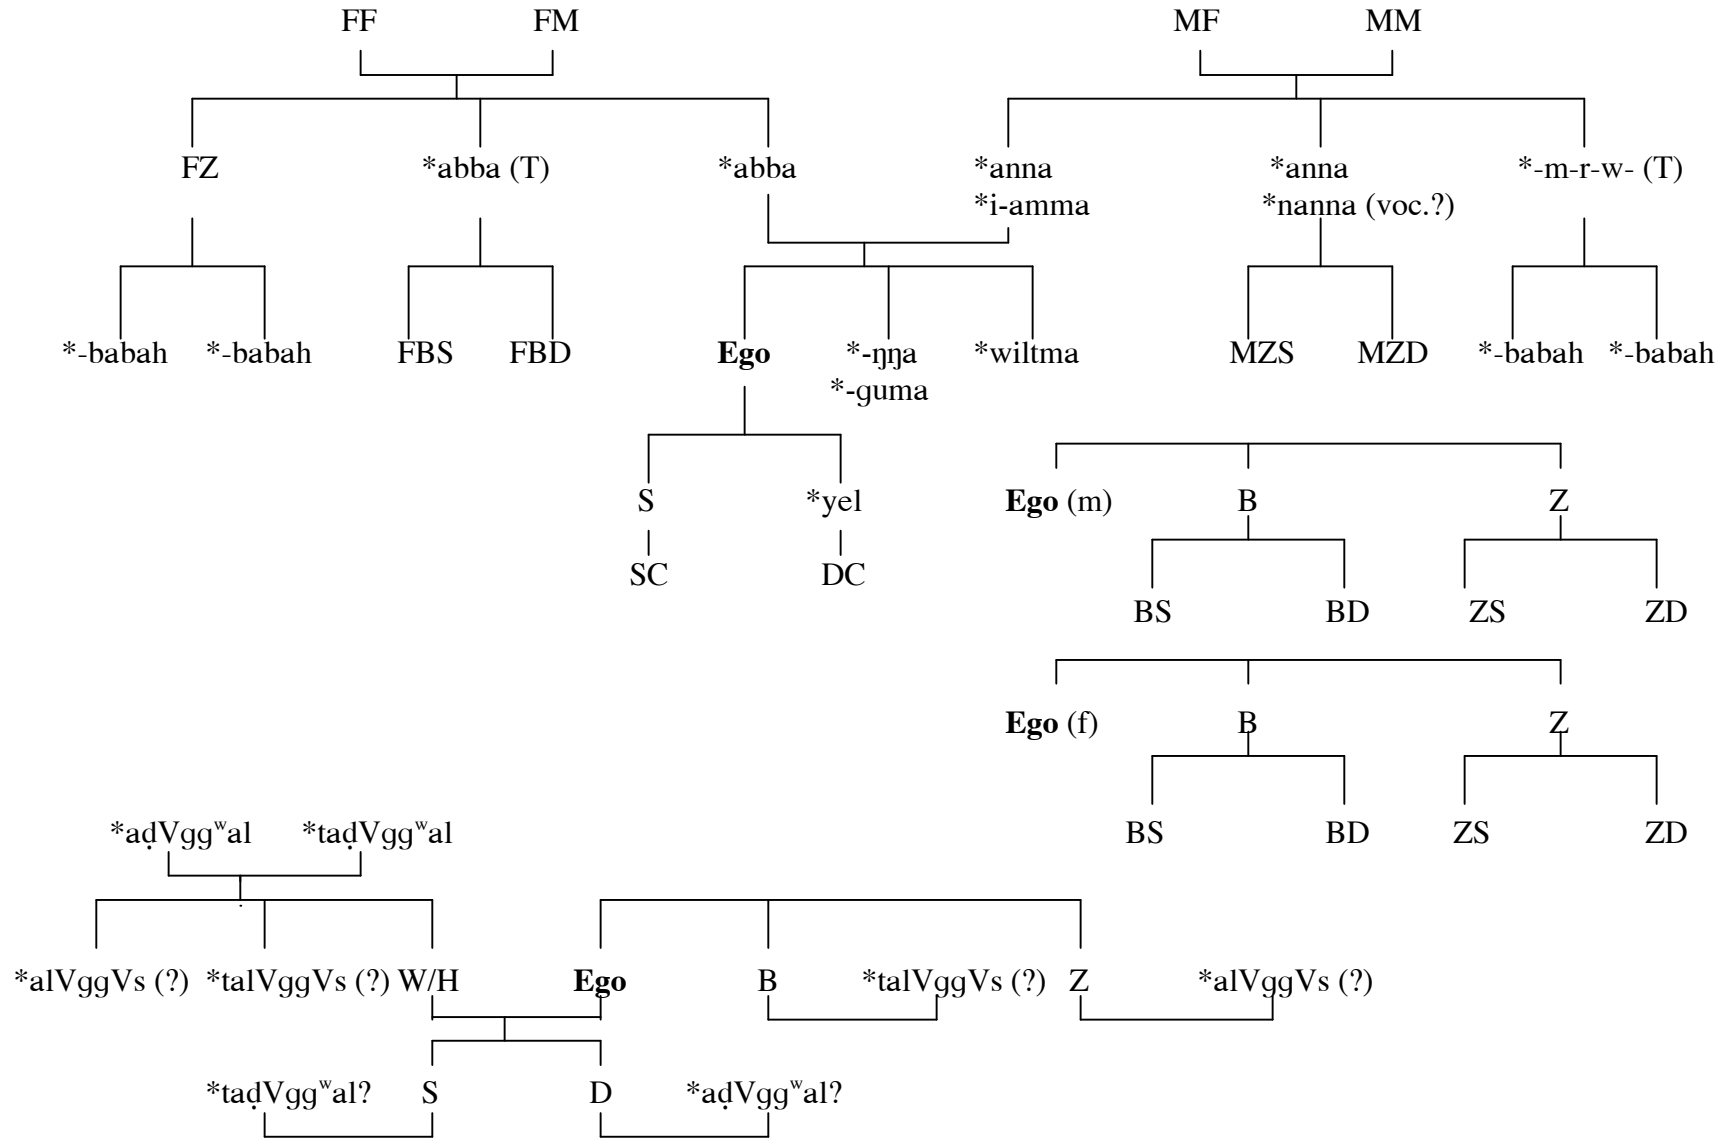 FF FM MF MM
FZ *abba (T) *abba *anna *anna *-m-r-w- (T)
*i-amma *nanna (voc.?)
*-babah *-babah FBS FBD Ego *-ŋŋa *wiltma MZS MZD *-babah *-babah
*-guma
S *yel Ego (m) B Z
SC DC
BS BD ZS ZD
Ego (f) B Z
*aḍVggʷal *taḍVggʷal BS BD ZS ZD
*alVggVs (?) *talVggVs (?) W/H Ego B *talVggVs (?) Z *alVggVs (?)
*taḍVggʷal? S D *aḍVggʷal?